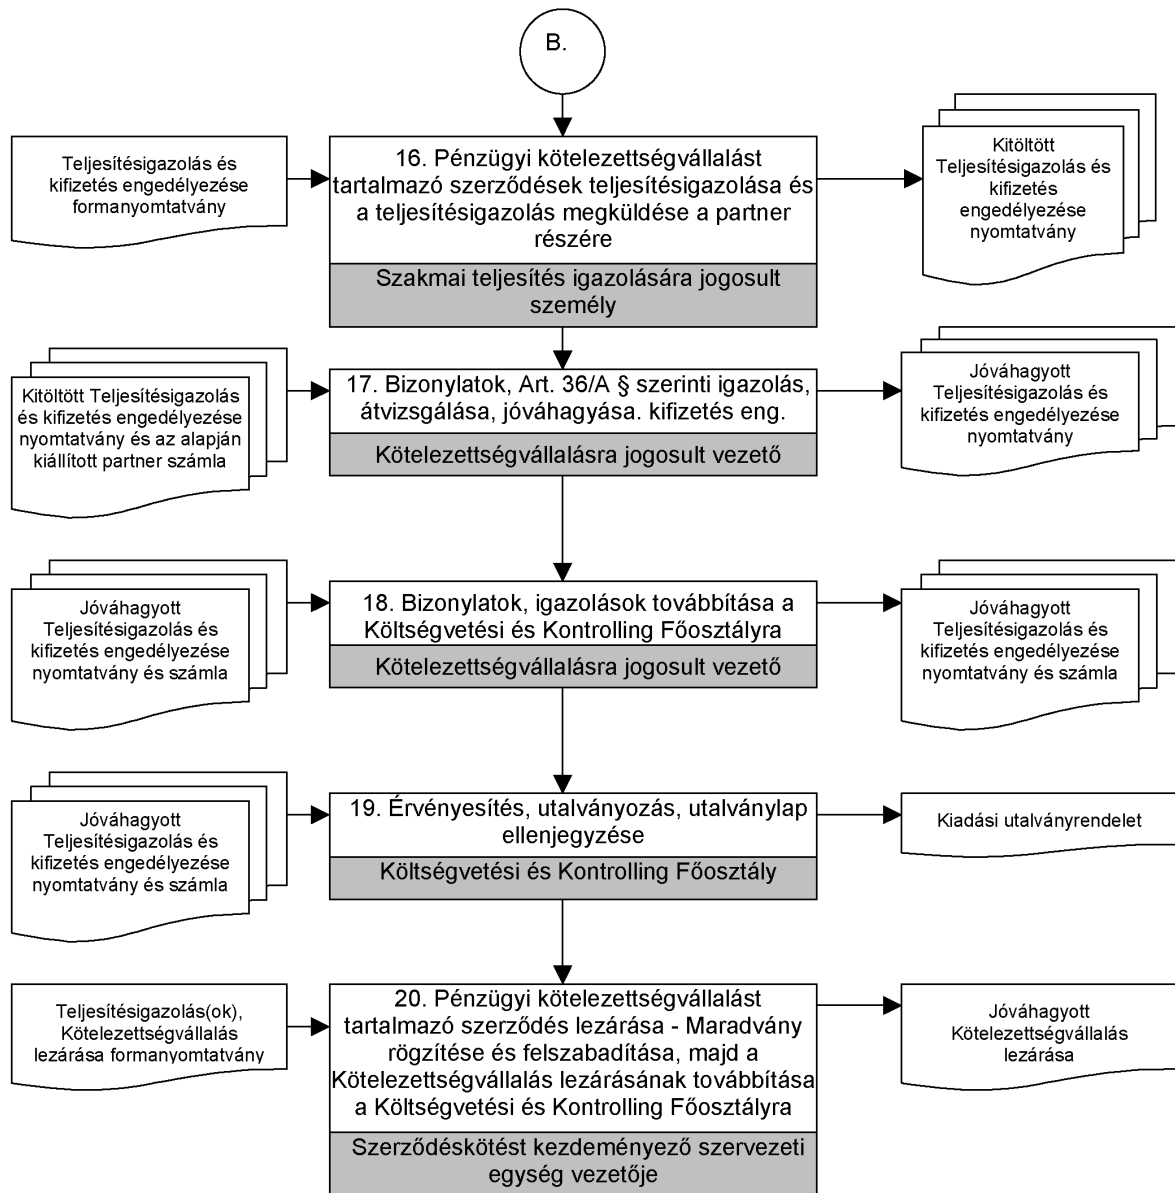 B.
Teljesítésigazolás és
kifizetés engedélyezése
formanyomtatvány
16. Pénzügyi kötelezettségvállalást
tartalmazó szerződések teljesítésigazolása és
a teljesítésigazolás megküldése a partner
részére
Szakmai teljesítés igazolására jogosult
személy
Kitöltött
Teljesítésigazolás és
kifizetés
engedélyezése
nyomtatvány
Kitöltött Teljesítésigazolás
és kifizetés engedélyezése
nyomtatvány és az alapján
kiállított partner számla
17. Bizonylatok, Art. 36/A § szerinti igazolás,
átvizsgálása, jóváhagyása. kifizetés eng.
Kötelezettségvállalásra jogosult vezető
Jóváhagyott
Teljesítésigazolás és
kifizetés engedélyezése
nyomtatvány
Jóváhagyott
Teljesítésigazolás és
kifizetés engedélyezése
nyomtatvány és számla
18. Bizonylatok, igazolások továbbítása a
Költségvetési és Kontrolling Főosztályra
Kötelezettségvállalásra jogosult vezető
Jóváhagyott
Teljesítésigazolás és
kifizetés engedélyezése
nyomtatvány és számla
Jóváhagyott
Teljesítésigazolás és
kifizetés engedélyezése
nyomtatvány és számla
19. Érvényesítés, utalványozás, utalványlap
ellenjegyzése
Költségvetési és Kontrolling Főosztály
Kiadási utalványrendelet
Teljesítésigazolás(ok),
Kötelezettségvállalás
lezárása formanyomtatvány
20. Pénzügyi kötelezettségvállalást
tartalmazó szerződés lezárása - Maradvány
rögzítése és felszabadítása, majd a
Kötelezettségvállalás lezárásának továbbítása
a Költségvetési és Kontrolling Főosztályra
Szerződéskötést kezdeményező szervezeti
egység vezetője
Jóváhagyott
Kötelezettségvállalás
lezárása